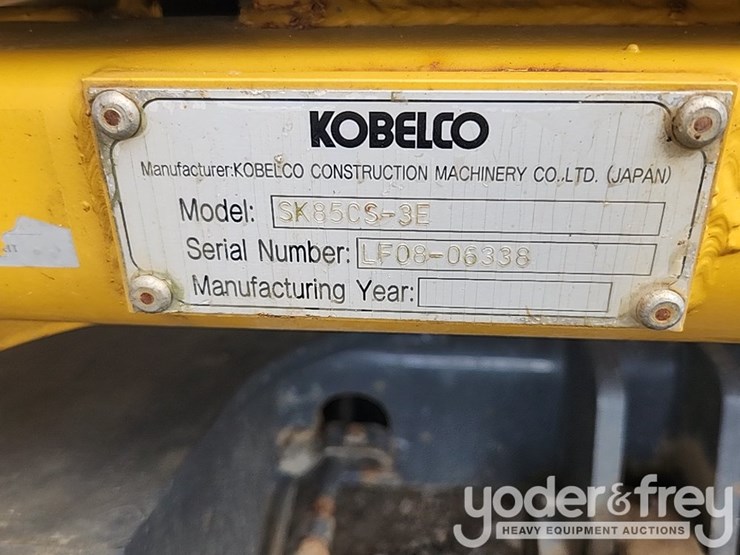 KOBELCO
Manufacturer:KOBELCO CONSTRUCTION MACHINERY CO.,LTD. (JAPAN)
Model: SK85CS-3E
Serial Number: LF08-06338
Manufacturing Year:
yoder&frey
HEAVY EQUIPMENT AUCTIONS